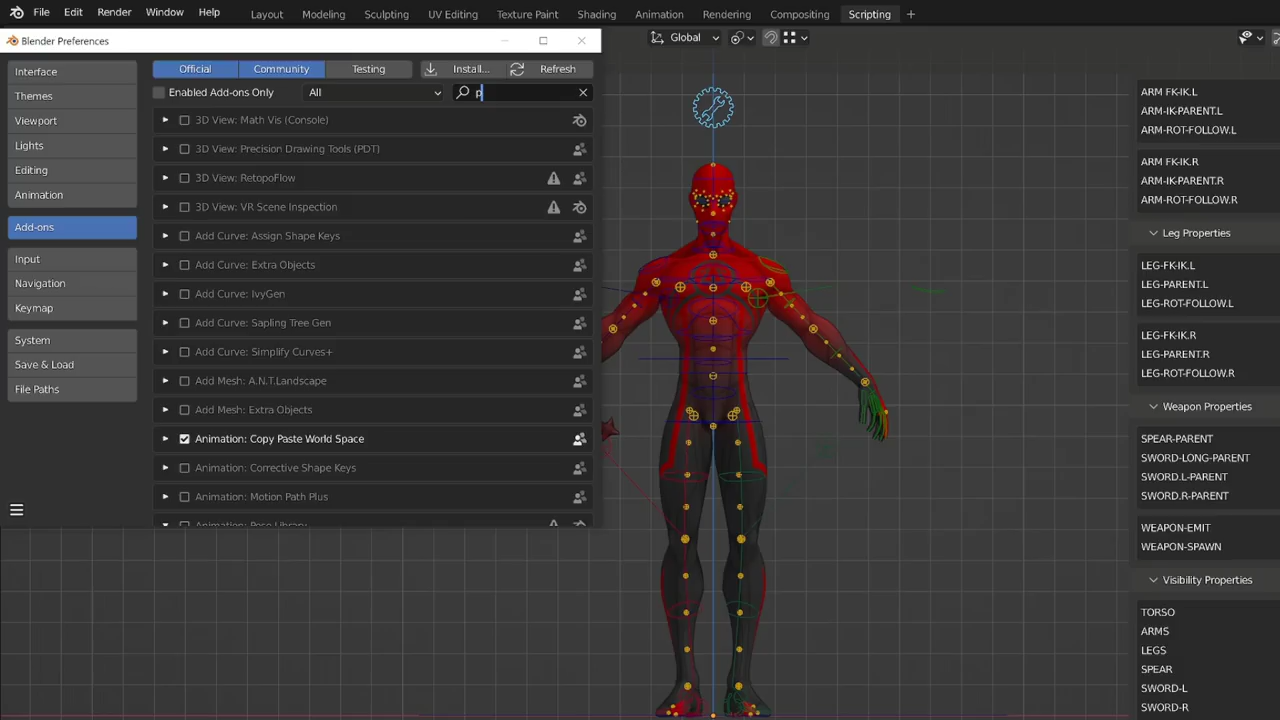 File Edit Render Window Help Layout Modeling Sculpting UV Editing Texture Paint Shading Animation Rendering Compositing Scripting +
Blender Preferences
Global
Interface
Themes
Viewport
Lights
Editing
Animation
Add-ons
Input
Navigation
Keymap
System
Save & Load
File Paths
Official Community Testing Install... Refresh
Enabled Add-ons Only All p
3D View: Math Vis (Console)
3D View: Precision Drawing Tools (PDT)
3D View: RetopoFlow
3D View: VR Scene Inspection
Add Curve: Assign Shape Keys
Add Curve: Extra Objects
Add Curve: IvyGen
Add Curve: Sapling Tree Gen
Add Curve: Simplify Curves+
Add Mesh: A.N.T.Landscape
Add Mesh: Extra Objects
Animation: Copy Paste World Space
Animation: Corrective Shape Keys
Animation: Motion Path Plus
Animation: Pose Library
ARM FK-IK.L
ARM-IK-PARENT.L
ARM-ROT-FOLLOW.L
ARM FK-IK.R
ARM-IK-PARENT.R
ARM-ROT-FOLLOW.R
Leg Properties
LEG-FK-IK.L
LEG-PARENT.L
LEG-ROT-FOLLOW.L
LEG-FK-IK.R
LEG-PARENT.R
LEG-ROT-FOLLOW.R
Weapon Properties
SPEAR-PARENT
SWORD-LONG-PARENT
SWORD.L-PARENT
SWORD.R-PARENT
WEAPON-EMIT
WEAPON-SPAWN
Visibility Properties
TORSO
ARMS
LEGS
SPEAR
SWORD-L
SWORD-R